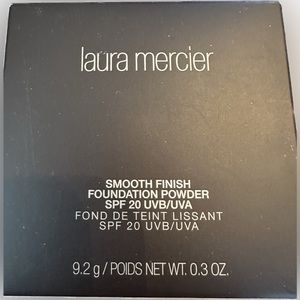 laura mercier
SMOOTH FINISH
FOUNDATION POWDER
SPF 20 UVB/UVA
FOND DE TEINT LISSANT
SPF 20 UVB/UVA
9.2 g / POIDS NET WT. 0.3 OZ.